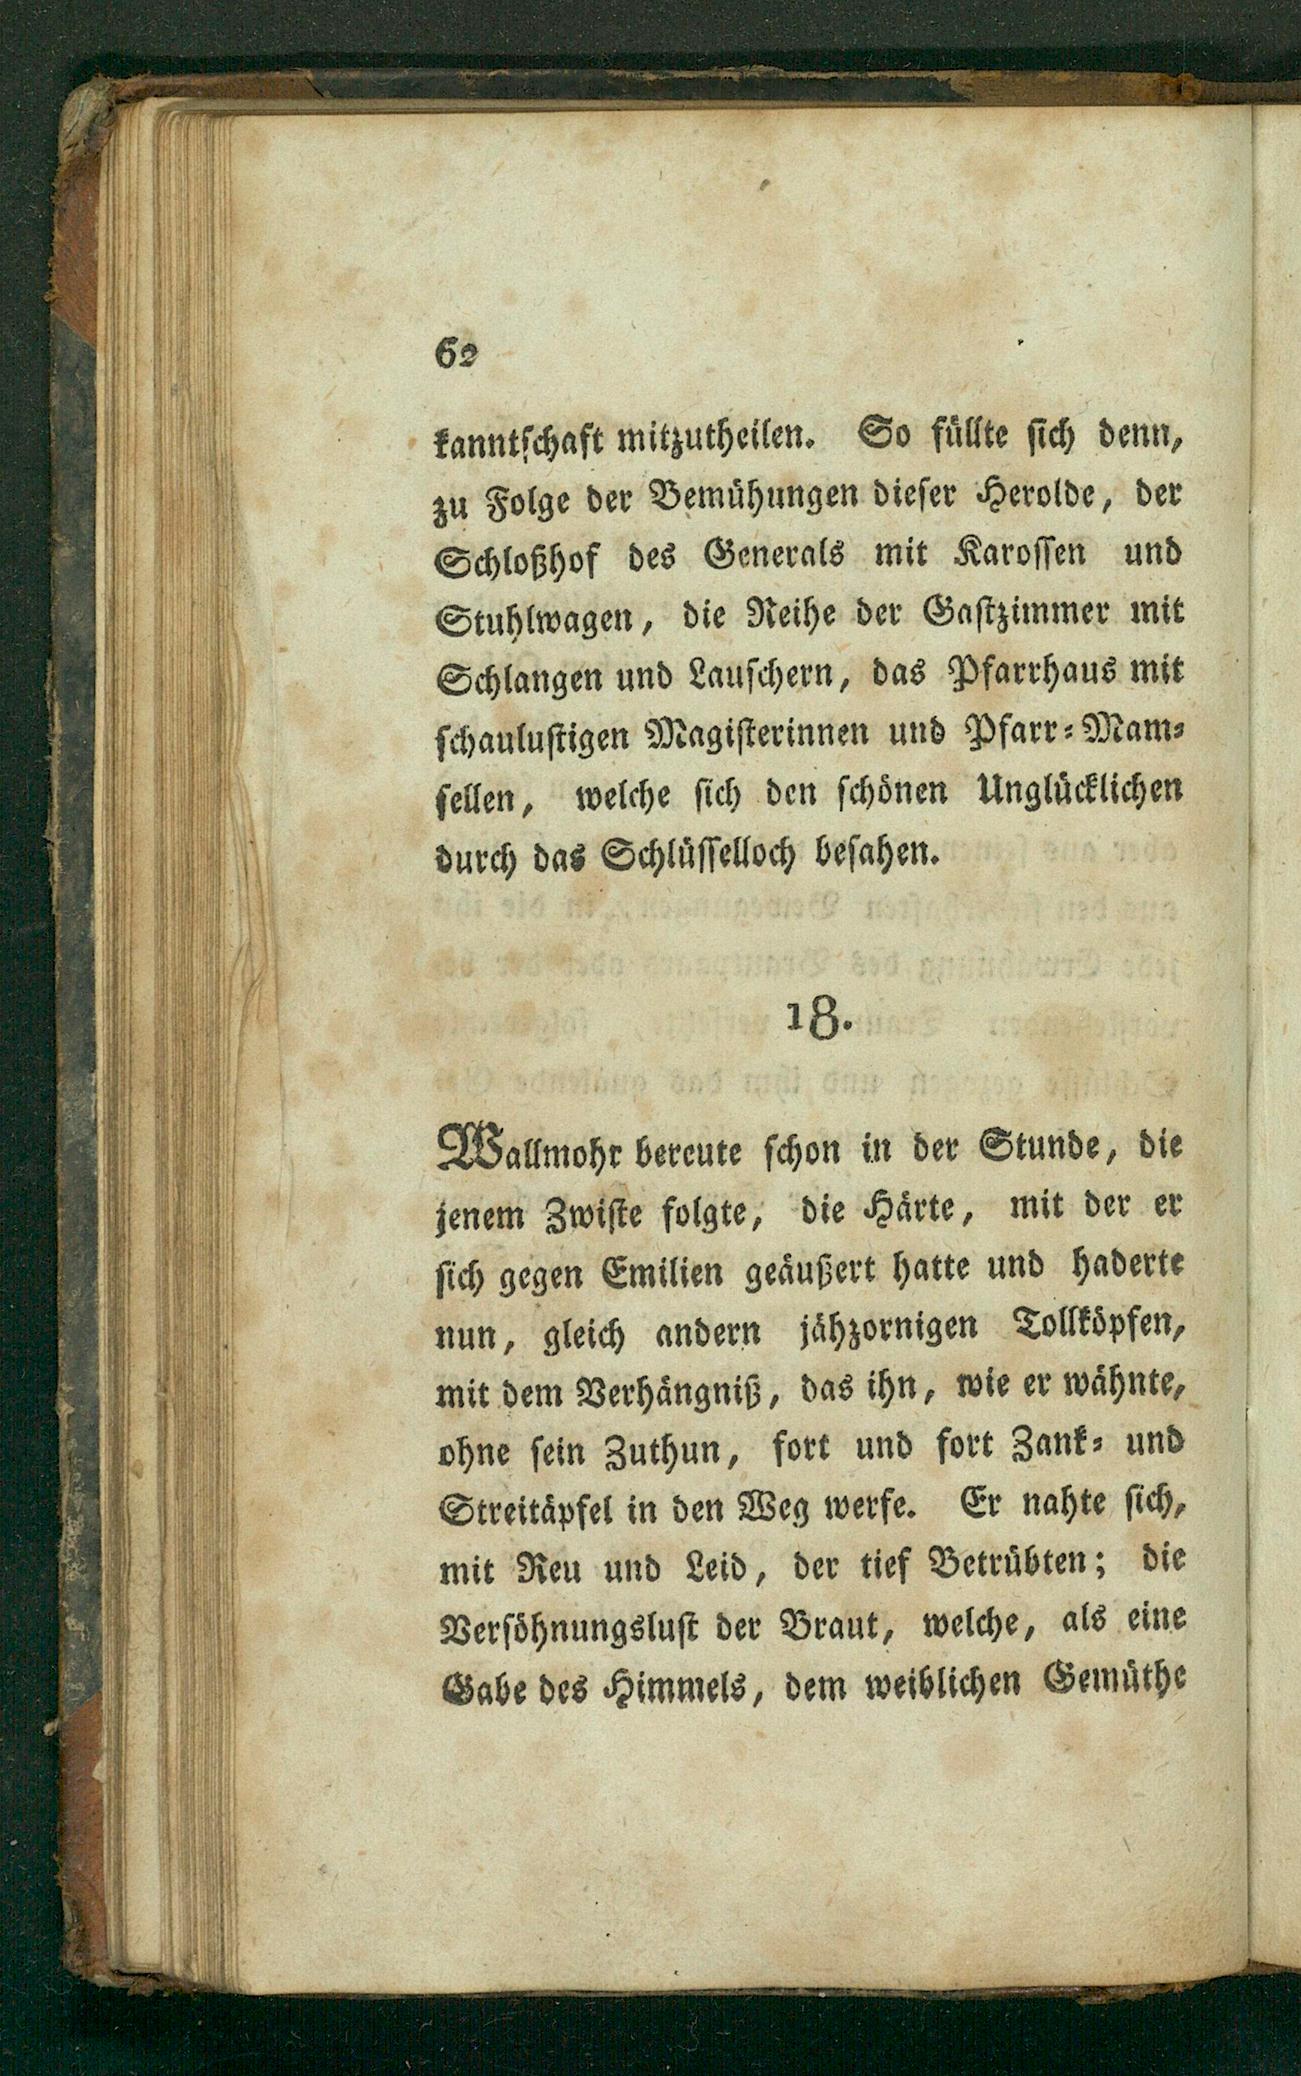 62
kanntschaft mitzutheilen. So füllte sich denn,
zu Folge der Bemühungen dieser Herolde, der
Schloßhof des Generals mit Karossen und
Stuhlwagen, die Reihe der Gastzimmer mit
Schlangen und Lauschern, das Pfarrhaus mit
schaulustigen Magisterinnen und Pfarr-Mam-
sellen, welche sich den schönen Unglücklichen
durch das Schlüsselloch besahen.
18.
Wallmohr bereute schon in der Stunde, die
jenem Zwiste folgte, die Härte, mit der er
sich gegen Emilien geäußert hatte und haderte
nun, gleich andern jähzornigen Tollköpfen,
mit dem Verhängniß, das ihn, wie er wähnte,
ohne sein Zuthun, fort und fort Zank- und
Streitäpfel in den Weg werfe. Er nahte sich,
mit Reu und Leid, der tief Betrübten; die
Versöhnungslust der Braut, welche, als eine
Gabe des Himmels, dem weiblichen Gemüthe